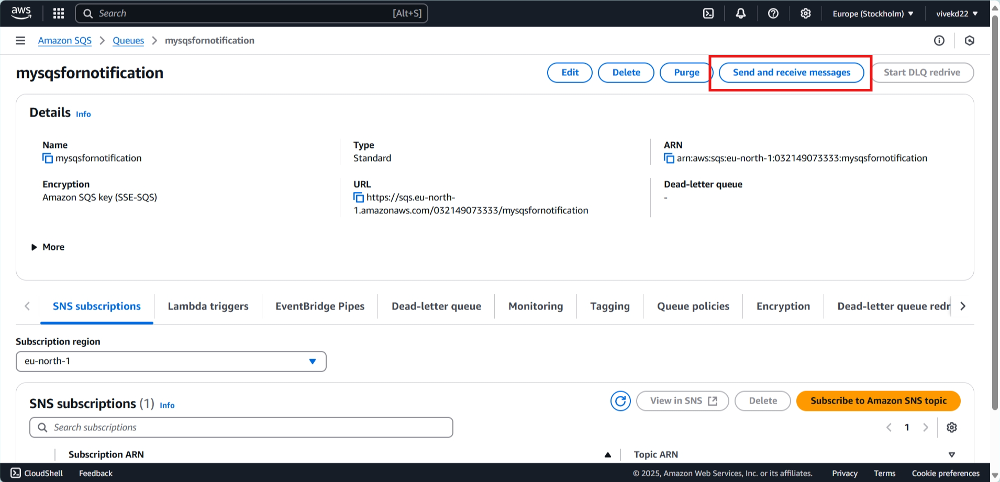 aws Search [Alt+S] Europe (Stockholm) vivekd22
Amazon SQS Queues mysqsfornotification
mysqsfornotification Edit Delete Purge Send and receive messages Start DLQ redrive
Details Info
Name Type ARN
mysqsfornotification Standard arn:aws:sqs:eu-north-1:032149073333:mysqsfornotification
Encryption URL Dead-letter queue
Amazon SQS key (SSE-SQS) https://sqs.eu-north- -
1.amazonaws.com/032149073333/mysqsfornotification
More
SNS subscriptions Lambda triggers EventBridge Pipes Dead-letter queue Monitoring Tagging Queue policies Encryption Dead-letter queue redr
Subscription region
eu-north-1
SNS subscriptions (1) Info View in SNS Delete Subscribe to Amazon SNS topic
Search subscriptions 1
Subscription ARN Topic ARN
CloudShell Feedback © 2025, Amazon Web Services, Inc. or its affiliates. Privacy Terms Cookie preferences